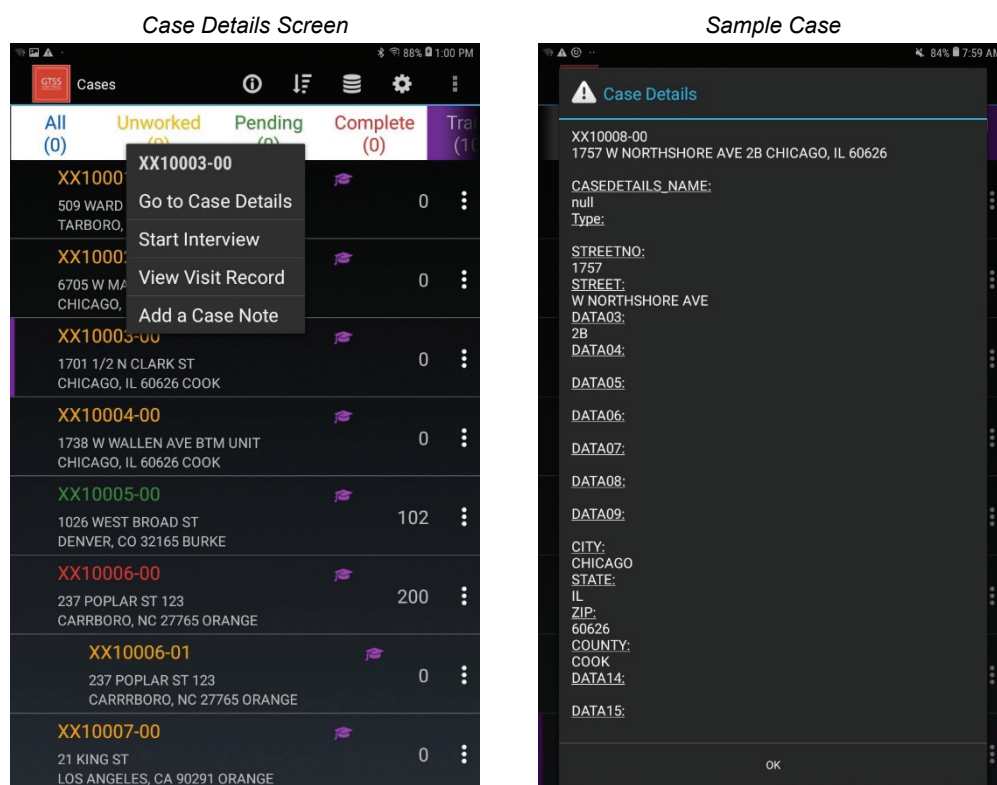 Case Details Screen
88% 1:00 PM
GTSS Cases
All Unworked Pending Complete
(0) (0) (0)
XX10003-00
Go to Case Details
Start Interview
View Visit Record
Add a Case Note
509 WARD
0
TARBORO,
6705 W
0
CHICAGO,
XX10003-00
1701 1/2 N CLARK ST
0
CHICAGO, IL 60626 COOK
XX10004-00
1738 W WALLEN AVE BTM UNIT
0
CHICAGO, IL 60626 COOK
XX10005-00
1026 WEST BROAD ST
102
DENVER, CO 32165 BURKE
XX10006-00
237 POPLAR ST 123
200
CARRBORO, NC 27765 ORANGE
XX10006-01
237 POPLAR ST 123
0
CARRRBORO, NC 27765 ORANGE
XX10007-00
21 KING ST
0
LOS ANGELES, CA 90291 ORANGE
Sample Case
84% 7:59 AM
Case Details
XX10008-00
1757 W NORTHSHORE AVE 2B CHICAGO, IL 60626
CASEDETAILS_NAME:
null
Type:
STREETNO:
1757
STREET:
W NORTHSHORE AVE
DATA03:
2B
DATA04:
DATA05:
DATA06:
DATA07:
DATA08:
DATA09:
CITY:
CHICAGO
STATE:
IL
ZIP:
60626
COUNTY:
COOK
DATA14:
DATA15:
OK